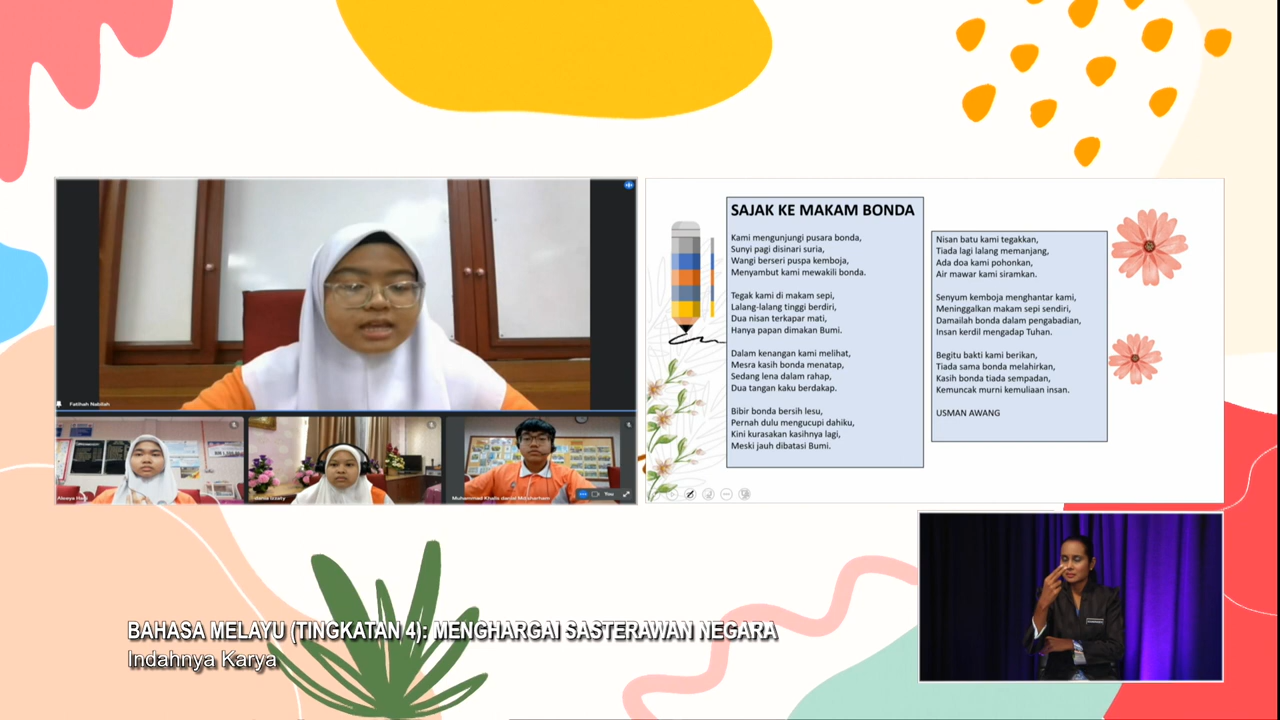 SAJAK KE MAKAM BONDA
Kami mengunjungi pusara bonda,
Sunyi pagi disinari suria,
Wangi berseri puspa kemboja,
Menyambut kami mewakili bonda.
Tegak kami di makam sepi,
Lalang-lalang tinggi berdiri,
Dua nisan terkapar mati,
Hanya papan dimakan Bumi.
Dalam kenangan kami melihat,
Mesra kasih bonda menatap,
Sedang lena dalam rahap,
Dua tangan kaku berdakap.
Bibir bonda bersih lesu,
Pernah dulu mengucupi dahiku,
Kini kurasakan kasihnya lagi,
Meski jauh dibatasi Bumi.
Nisan batu kami tegakkan,
Tiada lagi lalang memanjang,
Ada doa kami pohonkan,
Air mawar kami siramkan.
Senyum kemboja menghantar kami,
Meninggalkan makam sepi sendiri,
Damailah bonda dalam pengabadian,
Insan kerdil mengadap Tuhan.
Begitu bakti kami berikan,
Tiada sama bonda melahirkan,
Kasih bonda tiada sempadan,
Kemuncak murni kemuliaan insan.
USMAN AWANG
Fatihah Nabilah
You
BAHASA MELAYU (TINGKATAN 4): MENGHARGAI SASTERAWAN NEGARA
Indahnya Karya